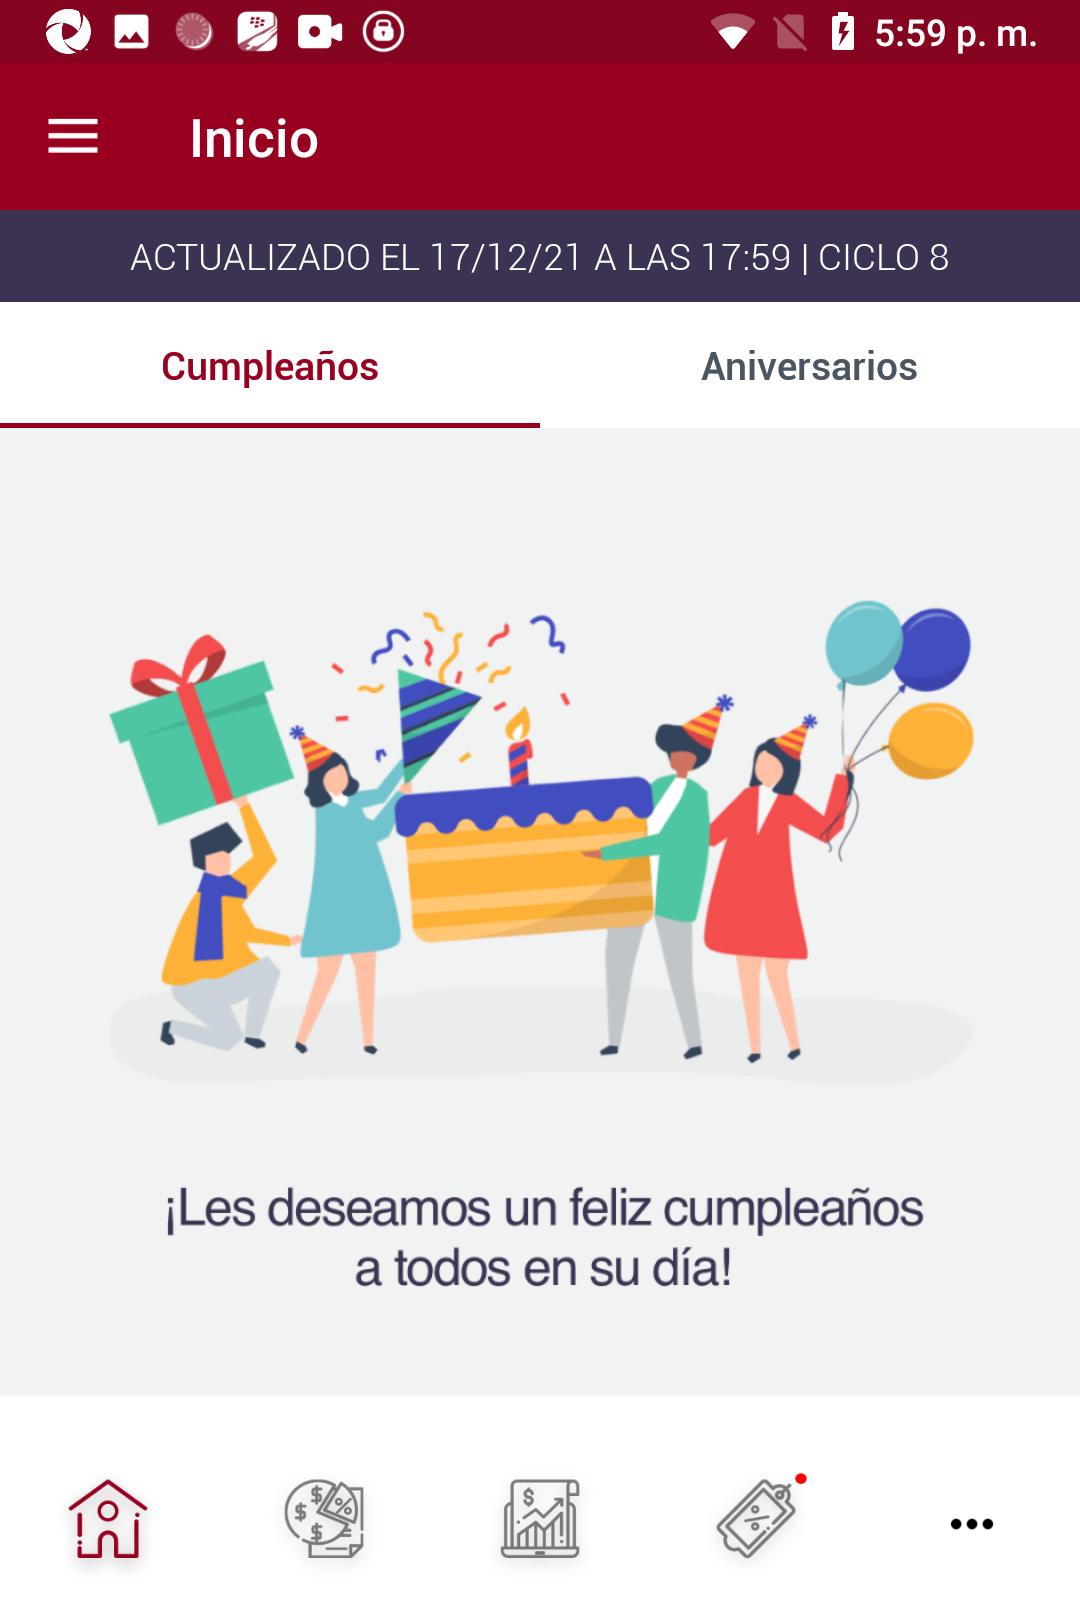 5:59 p. m.
Inicio
ACTUALIZADO EL 17/12/21 A LAS 17:59 | CICLO 8
Cumpleaños
Aniversarios
¡Les deseamos un feliz cumpleaños
a todos en su día!